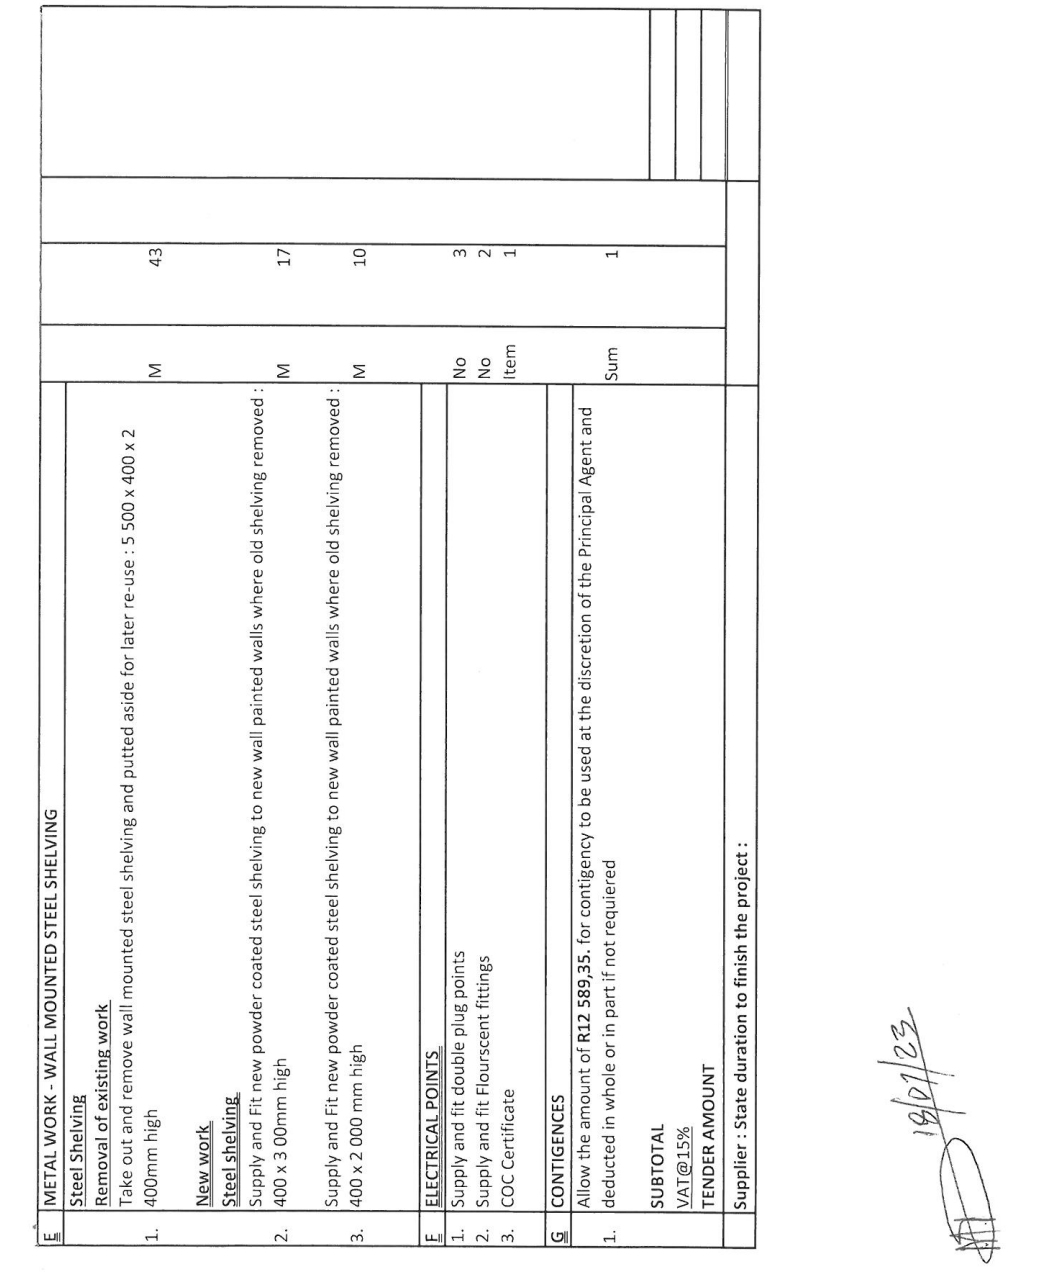 E METAL WORK - WALL MOUNTED STEEL SHELVING
Steel Shelving
Removal of existing work
Take out and remove wall mounted steel shelving and putted aside for later re-use : 5 500 x 400 x 2
1. 400mm high M 43
New work
Steel shelving
Supply and Fit new powder coated steel shelving to new wall painted walls where old shelving removed :
2. 400 x 3 00mm high M 17
Supply and Fit new powder coated steel shelving to new wall painted walls where old shelving removed :
3. 400 x 2 000 mm high M 10
F ELECTRICAL POINTS
1. Supply and fit double plug points No 3
2. Supply and fit Flourscent fittings No 2
3. COC Certificate Item 1
G CONTIGENCES
Allow the amount of R12 589,35. for contigency to be used at the discretion of the Principal Agent and
1. deducted in whole or in part if not requiered Sum 1
SUBTOTAL
VAT@15%
TENDER AMOUNT
Supplier : State duration to finish the project :
18/07/23